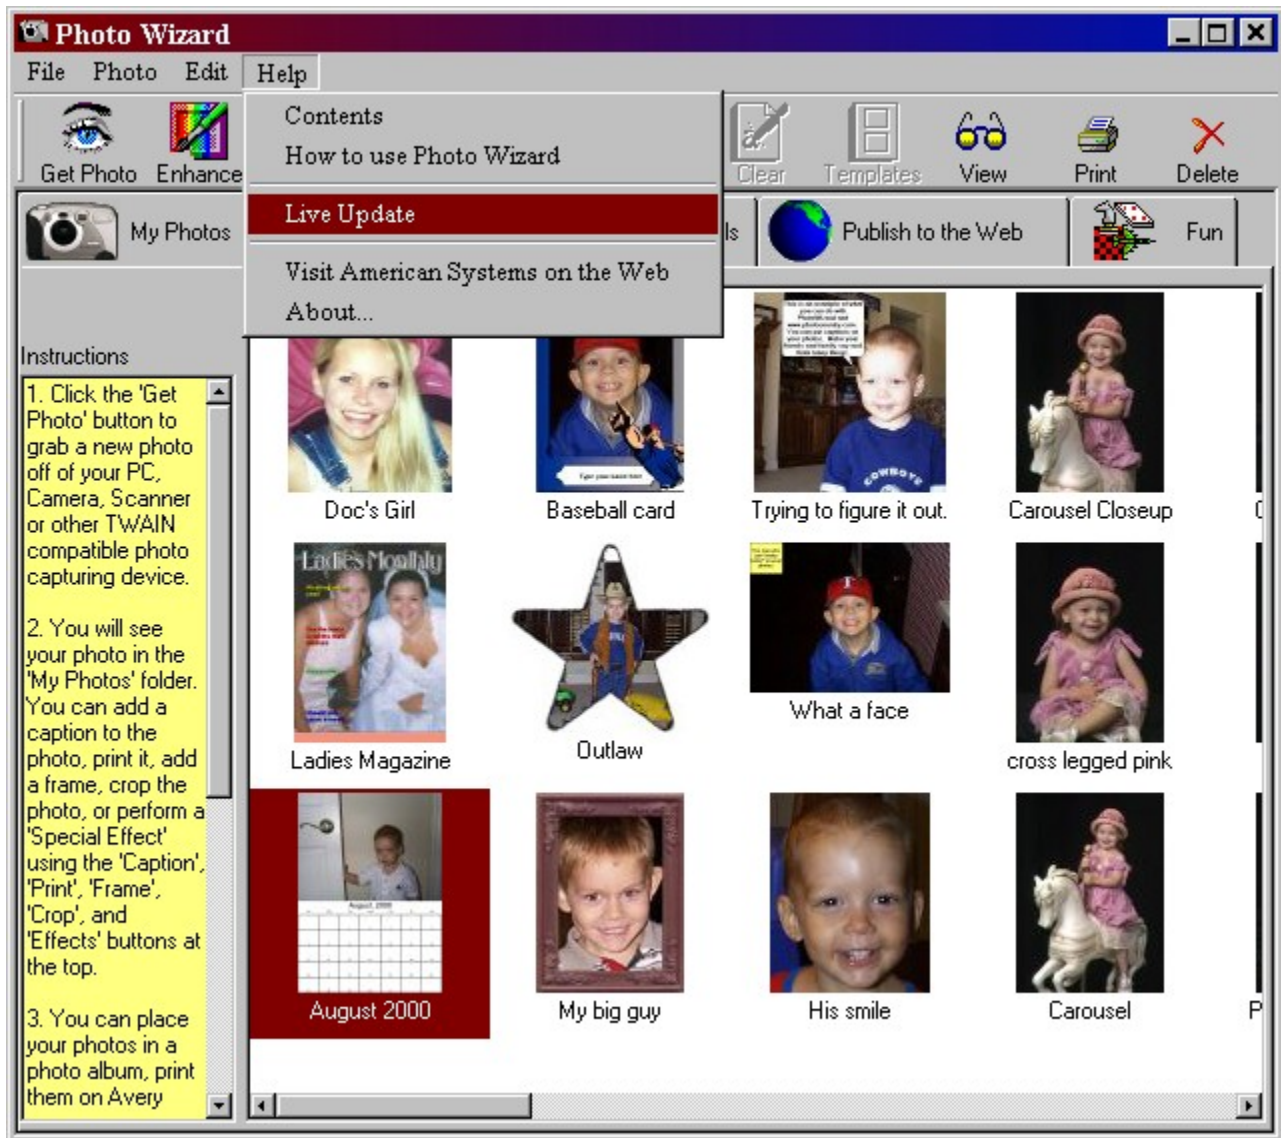 Photo Wizard
File Photo Edit Help
Contents
How to use Photo Wizard
Live Update
Visit American Systems on the Web
About...
Get Photo Enhance Clear Templates View Print Delete
My Photos ls Publish to the Web Fun
Instructions
1. Click the 'Get
Photo' button to
grab a new photo
off of your PC,
Camera, Scanner
or other TWAIN
compatible photo
capturing device.
2. You will see
your photo in the
'My Photos' folder.
You can add a
caption to the
photo, print it, add
a frame, crop the
photo, or perform a
'Special Effect'
using the 'Caption',
'Print', 'Frame',
'Crop', and
'Effects' buttons at
the top.
3. You can place
your photos in a
photo album, print
them on Avery
Doc's Girl
Type your name here
Baseball card
COWBOYS
Trying to figure it out.
Carousel Closeup
Ladies Monthly
Ladies Magazine
Outlaw
T
What a face
cross legged pink
August 2000
August 2000
My big guy
His smile
Carousel
P